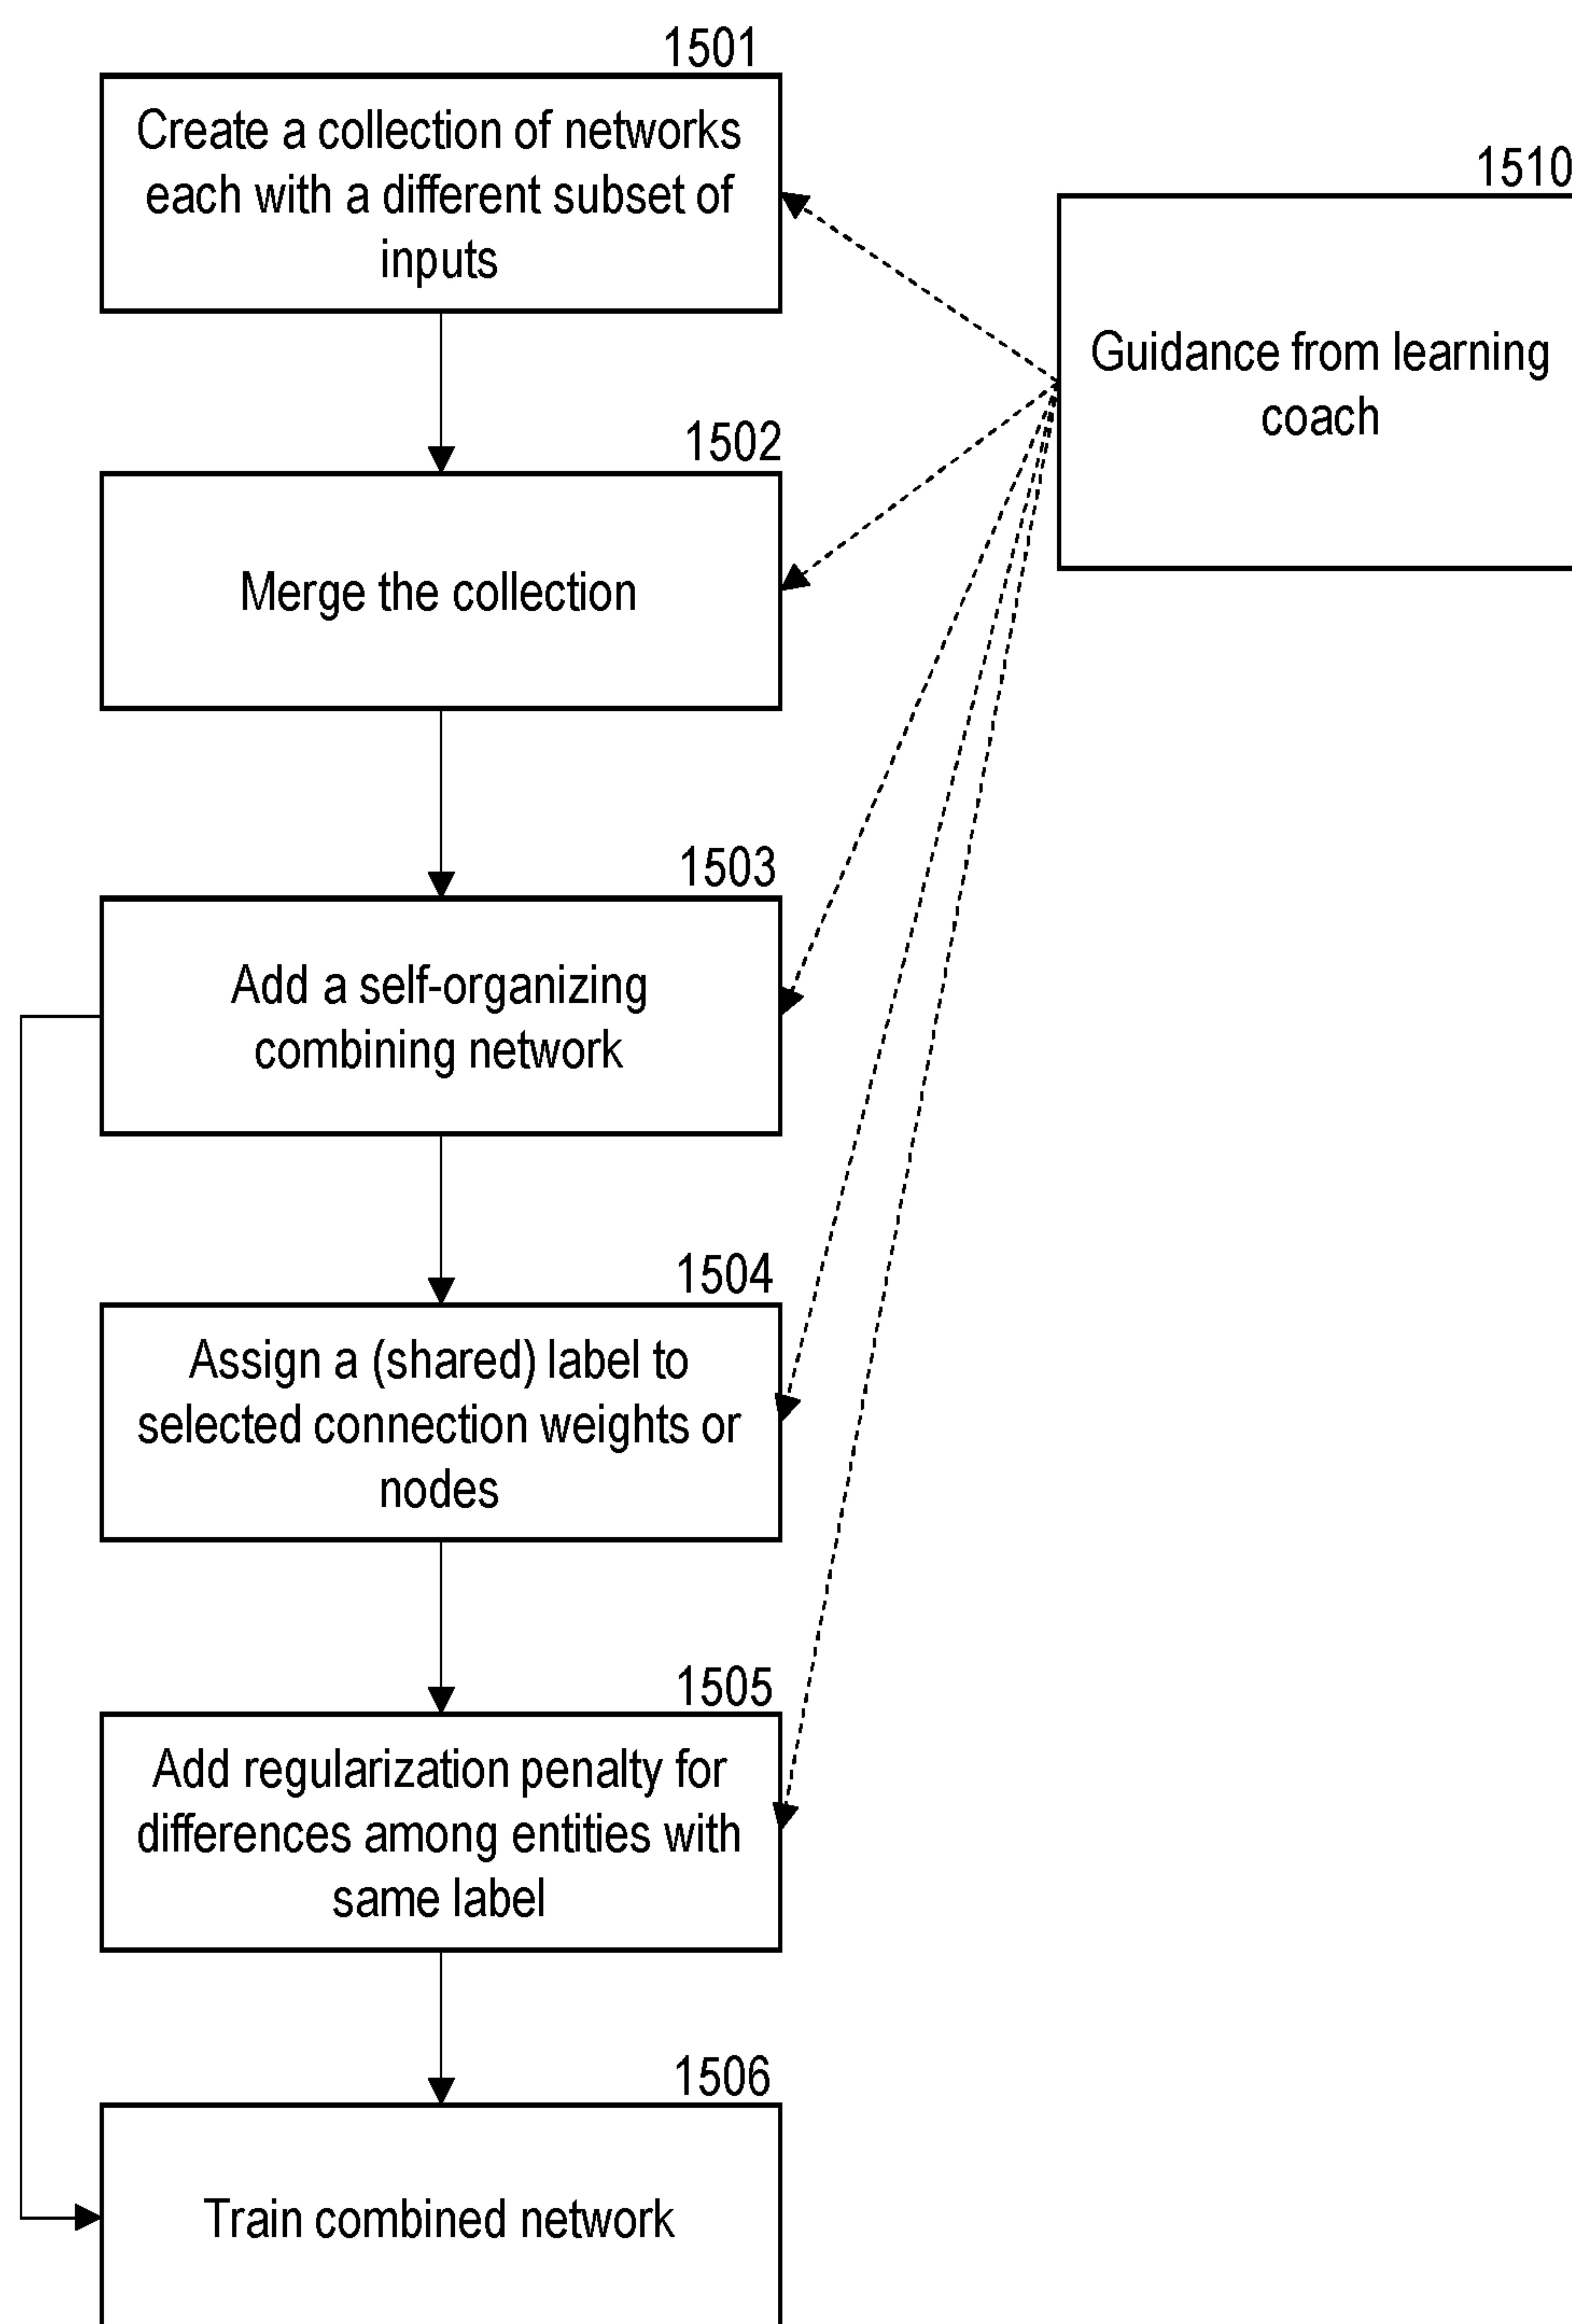 1501
Create a collection of networks
each with a different subset of
inputs
1510
Guidance from learning
coach
1502
Merge the collection
1503
Add a self-organizing
combining network
1504
Assign a (shared) label to
selected connection weights or
nodes
1505
Add regularization penalty for
differences among entities with
same label
1506
Train combined network